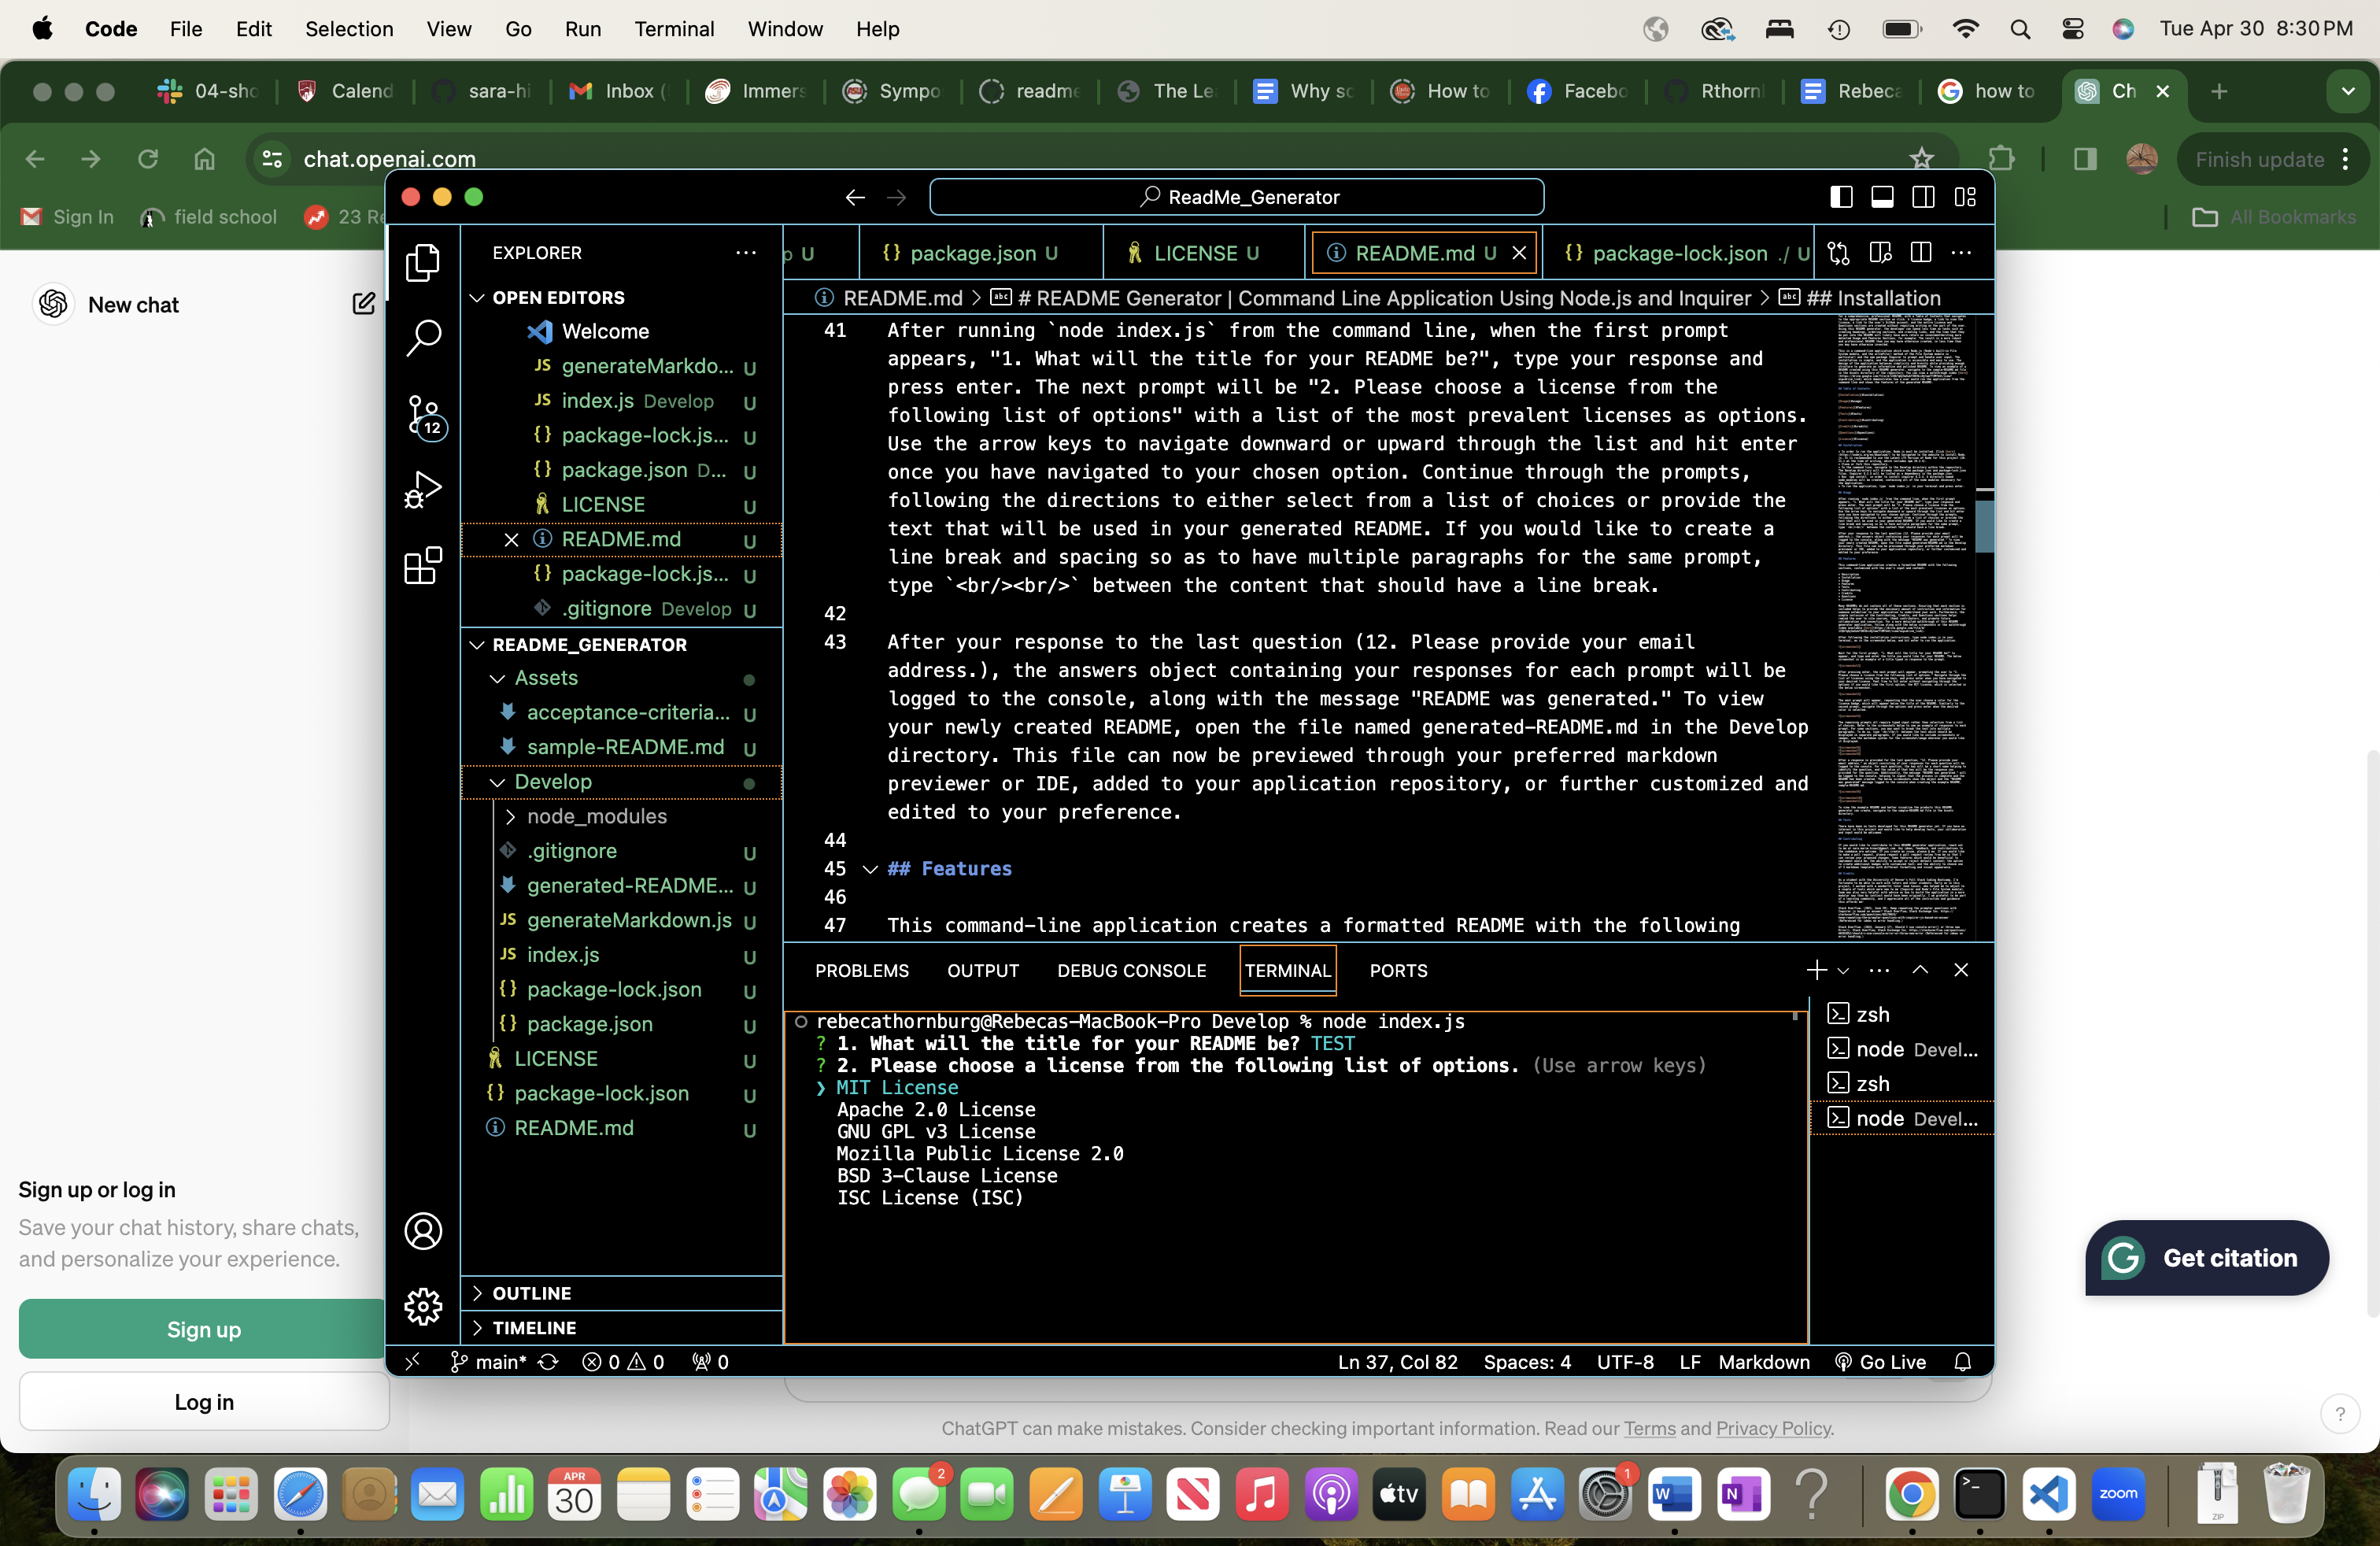 Code File Edit Selection View Go Run Terminal Window Help Tue Apr 30 8:30 PM
04-sho Calend sara-hi Inbox ( Immers Sympo readme The Le Why so How to Facebo Rthornl Rebeca how to Ch
chat.openai.com Finish update
Sign In field school 23 Re All Bookmarks
New chat
Sign up or log in
Save your chat history, share chats,
and personalize your experience.
Sign up
Log in
ReadMe_Generator
EXPLORER
OPEN EDITORS
Welcome
JS generateMarkdo... U
JS index.js Develop U
{} package-lock.js... U
{} package.json D... U
LICENSE U
README.md U
{} package-lock.js... U
.gitignore Develop U
README_GENERATOR
Assets
acceptance-criteria... U
sample-README.md U
Develop
node_modules
.gitignore U
generated-README... U
JS generateMarkdown.js U
JS index.js U
{} package-lock.json U
{} package.json U
LICENSE U
{} package-lock.json U
README.md U
OUTLINE
TIMELINE
12
p U {} package.json U LICENSE U README.md U {} package-lock.json ./ U
README.md > # README Generator | Command Line Application Using Node.js and Inquirer > ## Installation
41 After running `node index.js` from the command line, when the first prompt
appears, "1. What will the title for your README be?", type your response and
press enter. The next prompt will be "2. Please choose a license from the
following list of options" with a list of the most prevalent licenses as options.
Use the arrow keys to navigate downward or upward through the list and hit enter
once you have navigated to your chosen option. Continue through the prompts,
following the directions to either select from a list of choices or provide the
text that will be used in your generated README. If you would like to create a
line break and spacing so as to have multiple paragraphs for the same prompt,
type `<br/><br/>` between the content that should have a line break.
42
43 After your response to the last question (12. Please provide your email
address.), the answers object containing your responses for each prompt will be
logged to the console, along with the message "README was generated." To view
your newly created README, open the file named generated-README.md in the Develop
directory. This file can now be previewed through your preferred markdown
previewer or IDE, added to your application repository, or further customized and
edited to your preference.
44
45 ## Features
46
47 This command-line application creates a formatted README with the following
PROBLEMS OUTPUT DEBUG CONSOLE TERMINAL PORTS
rebecathornburg@Rebecas-MacBook-Pro Develop % node index.js
? 1. What will the title for your README be? TEST
? 2. Please choose a license from the following list of options. (Use arrow keys)
❯ MIT License
Apache 2.0 License
GNU GPL v3 License
Mozilla Public License 2.0
BSD 3-Clause License
ISC License (ISC)
zsh
node Devel...
zsh
node Devel...
main* 0 0 0 Ln 37, Col 82 Spaces: 4 UTF-8 LF Markdown Go Live
Get citation
ChatGPT can make mistakes. Consider checking important information. Read our Terms and Privacy Policy.
?
APR
30
2
tv
1
W
N
zoom
ZIP